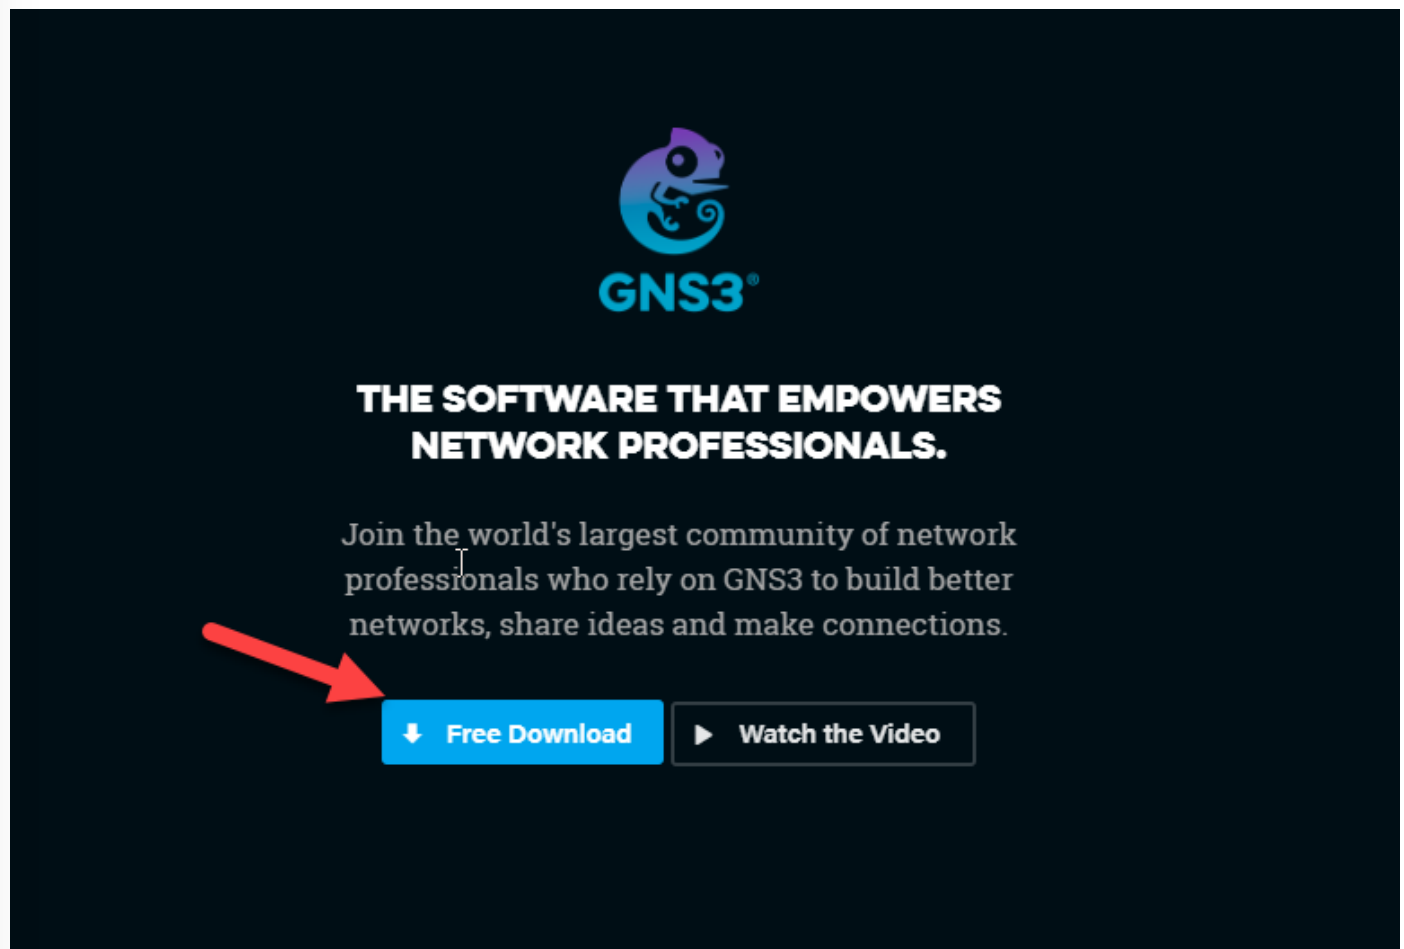 GNS3®
THE SOFTWARE THAT EMPOWERS
NETWORK PROFESSIONALS.
Join the world's largest community of network
professionals who rely on GNS3 to build better
networks, share ideas and make connections.
Free Download
Watch the Video